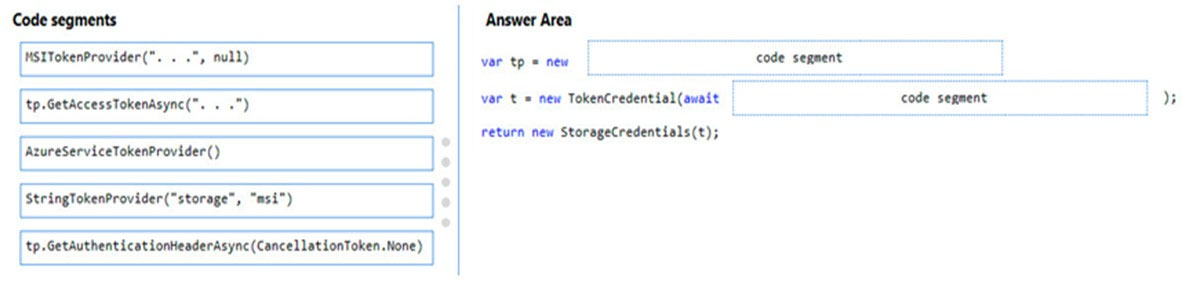 Code segments
MSITokenProvider(". . .", null)
tp.GetAccessTokenAsync(". . .")
AzureServiceTokenProvider()
StringTokenProvider("storage", "msi")
tp.GetAuthenticationHeaderAsync(CancellationToken.None)
Answer Area
var tp = new code segment
var t = new TokenCredential(await code segment );
return new StorageCredentials(t);